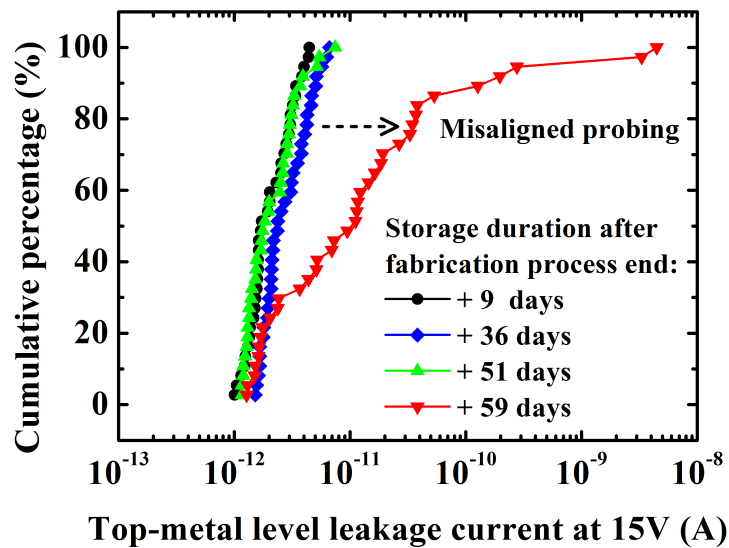 Cumulative percentage (%)
100
80
60
40
20
0
Misaligned probing
Storage duration after
fabrication process end:
+ 9 days
+ 36 days
+ 51 days
+ 59 days
10⁻¹³ 10⁻¹² 10⁻¹¹ 10⁻¹⁰ 10⁻⁹ 10⁻⁸
Top-metal level leakage current at 15V (A)